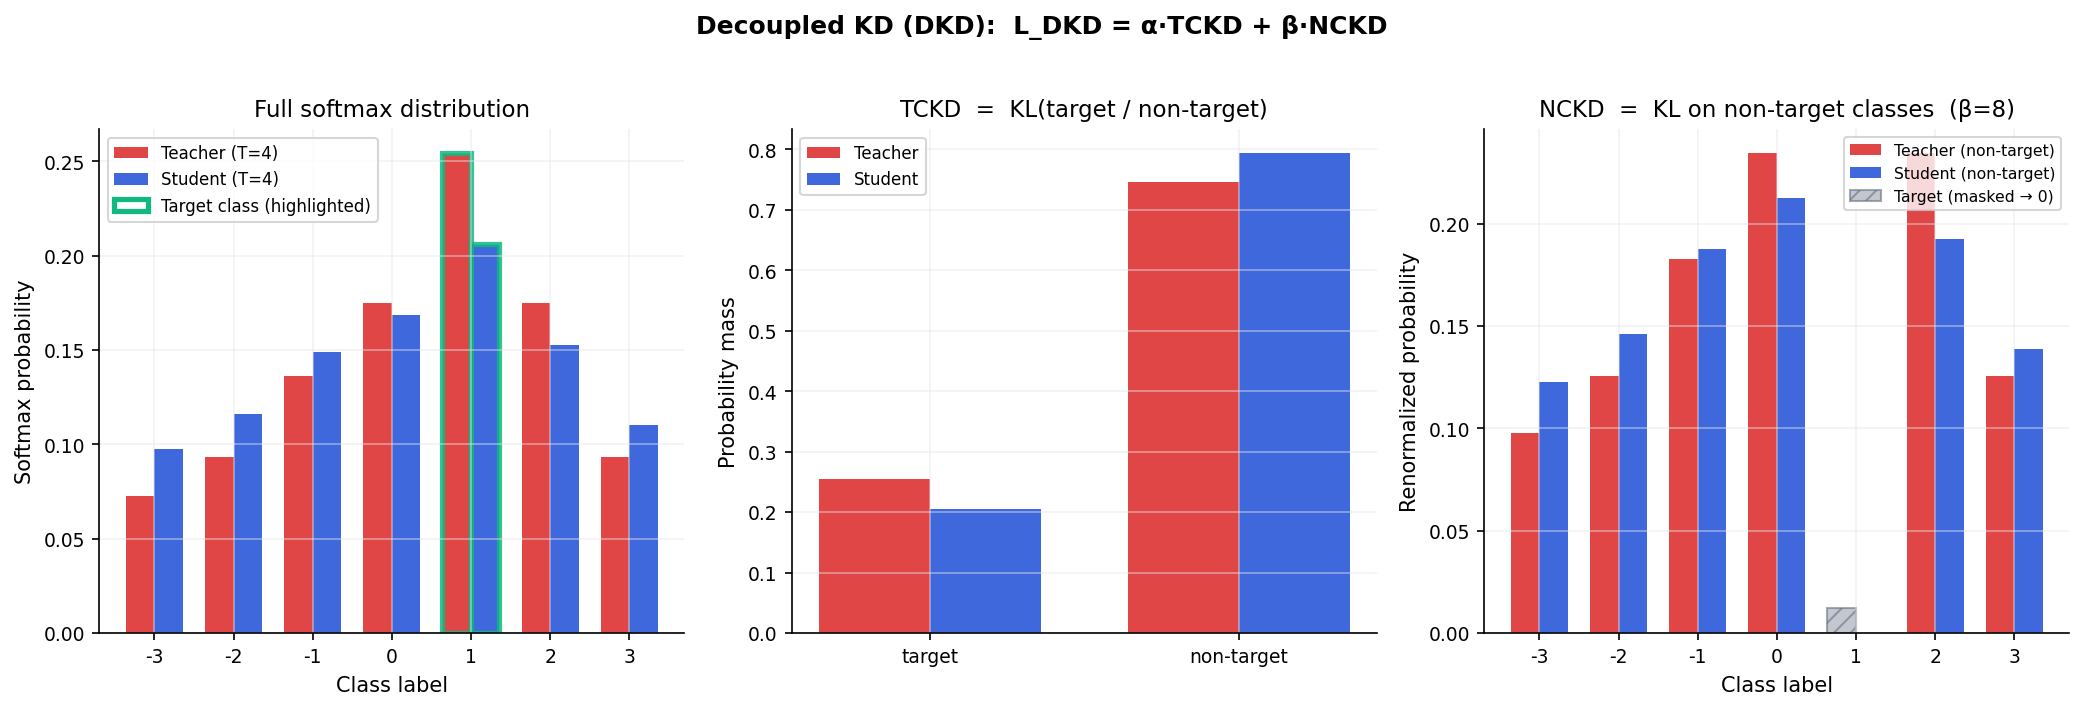 Decoupled KD (DKD):  L_DKD = α·TCKD + β·NCKD
Full softmax distribution
Teacher (T=4)
Student (T=4)
Target class (highlighted)
Softmax probability
0.25
0.20
0.15
0.10
0.05
0.00
-3 -2 -1 0 1 2 3
Class label
TCKD  =  KL(target / non-target)
Teacher
Student
Probability mass
0.8
0.7
0.6
0.5
0.4
0.3
0.2
0.1
0.0
target non-target
NCKD  =  KL on non-target classes  (β=8)
Teacher (non-target)
Student (non-target)
Target (masked → 0)
Renormalized probability
0.20
0.15
0.10
0.05
0.00
-3 -2 -1 0 1 2 3
Class label